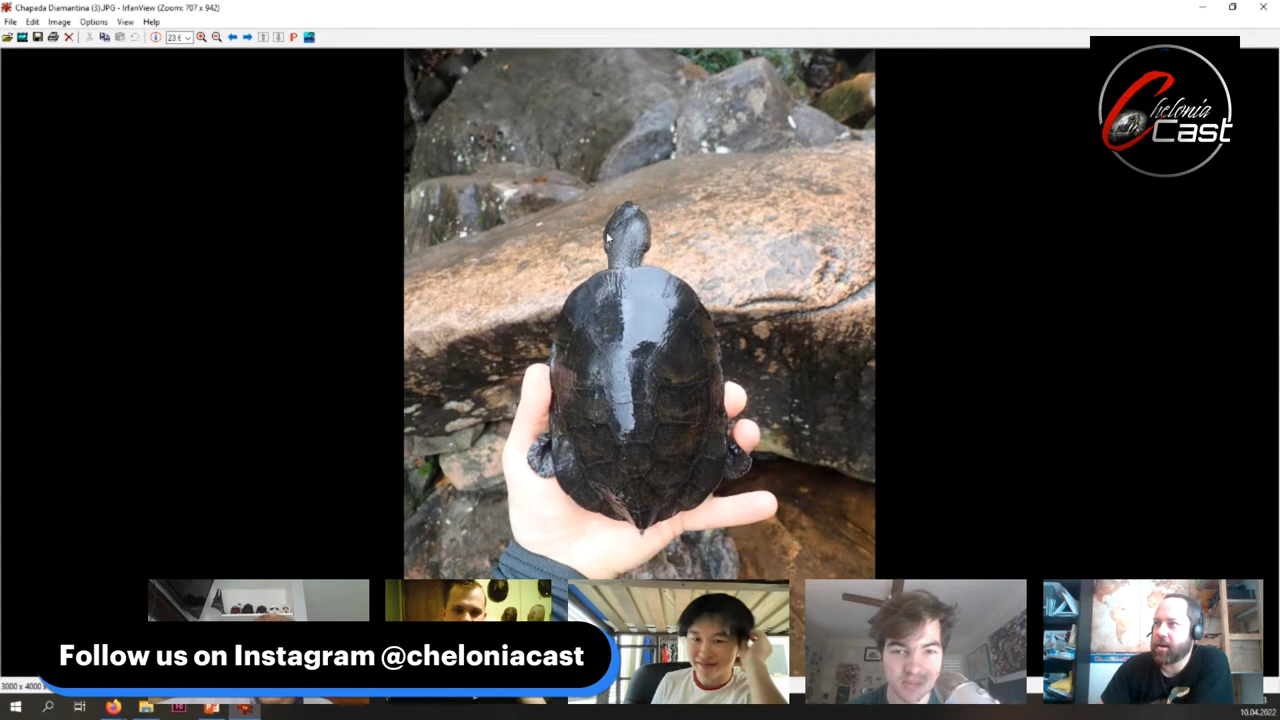 Chapada Diamantina (3).JPG - IrfanView (Zoom: 707 x 942)
File Edit Image Options View Help
Chelonia
Cast
Follow us on Instagram @cheloniacast
3000 x 4000
10.04.2022